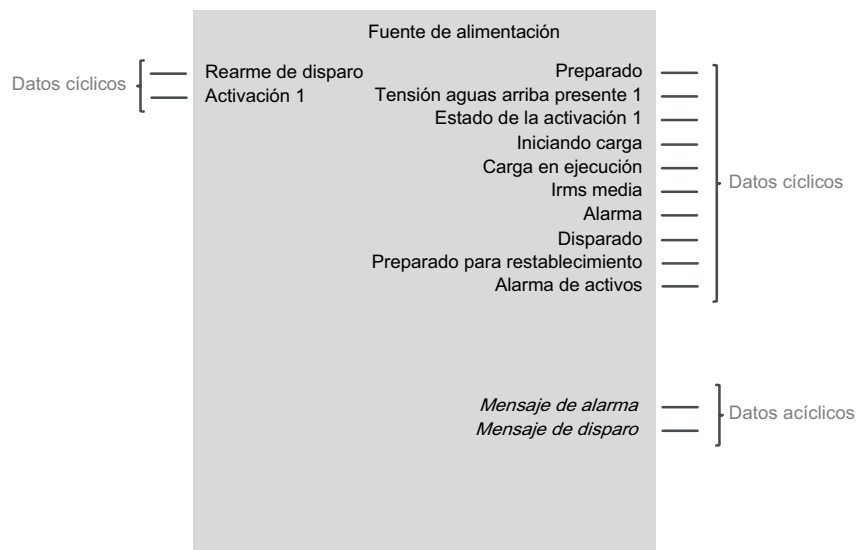 Fuente de alimentación
Datos cíclicos
Rearme de disparo
Activación 1
Preparado
Tensión aguas arriba presente 1
Estado de la activación 1
Iniciando carga
Carga en ejecución
Irms media
Alarma
Disparado
Preparado para restablecimiento
Alarma de activos
Datos cíclicos
Mensaje de alarma
Mensaje de disparo
Datos acíclicos